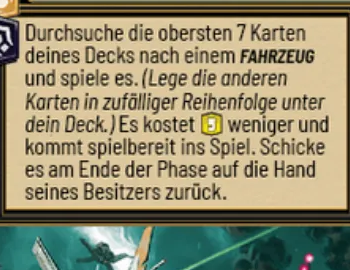 Durchsuche die obersten 7 Karten
deines Decks nach einem FAHRZEUG
und spiele es. (Lege die anderen
Karten in zufälliger Reihenfolge unter
dein Deck.) Es kostet 5 weniger und
kommt spielbereit ins Spiel. Schicke
es am Ende der Phase auf die Hand
seines Besitzers zurück.